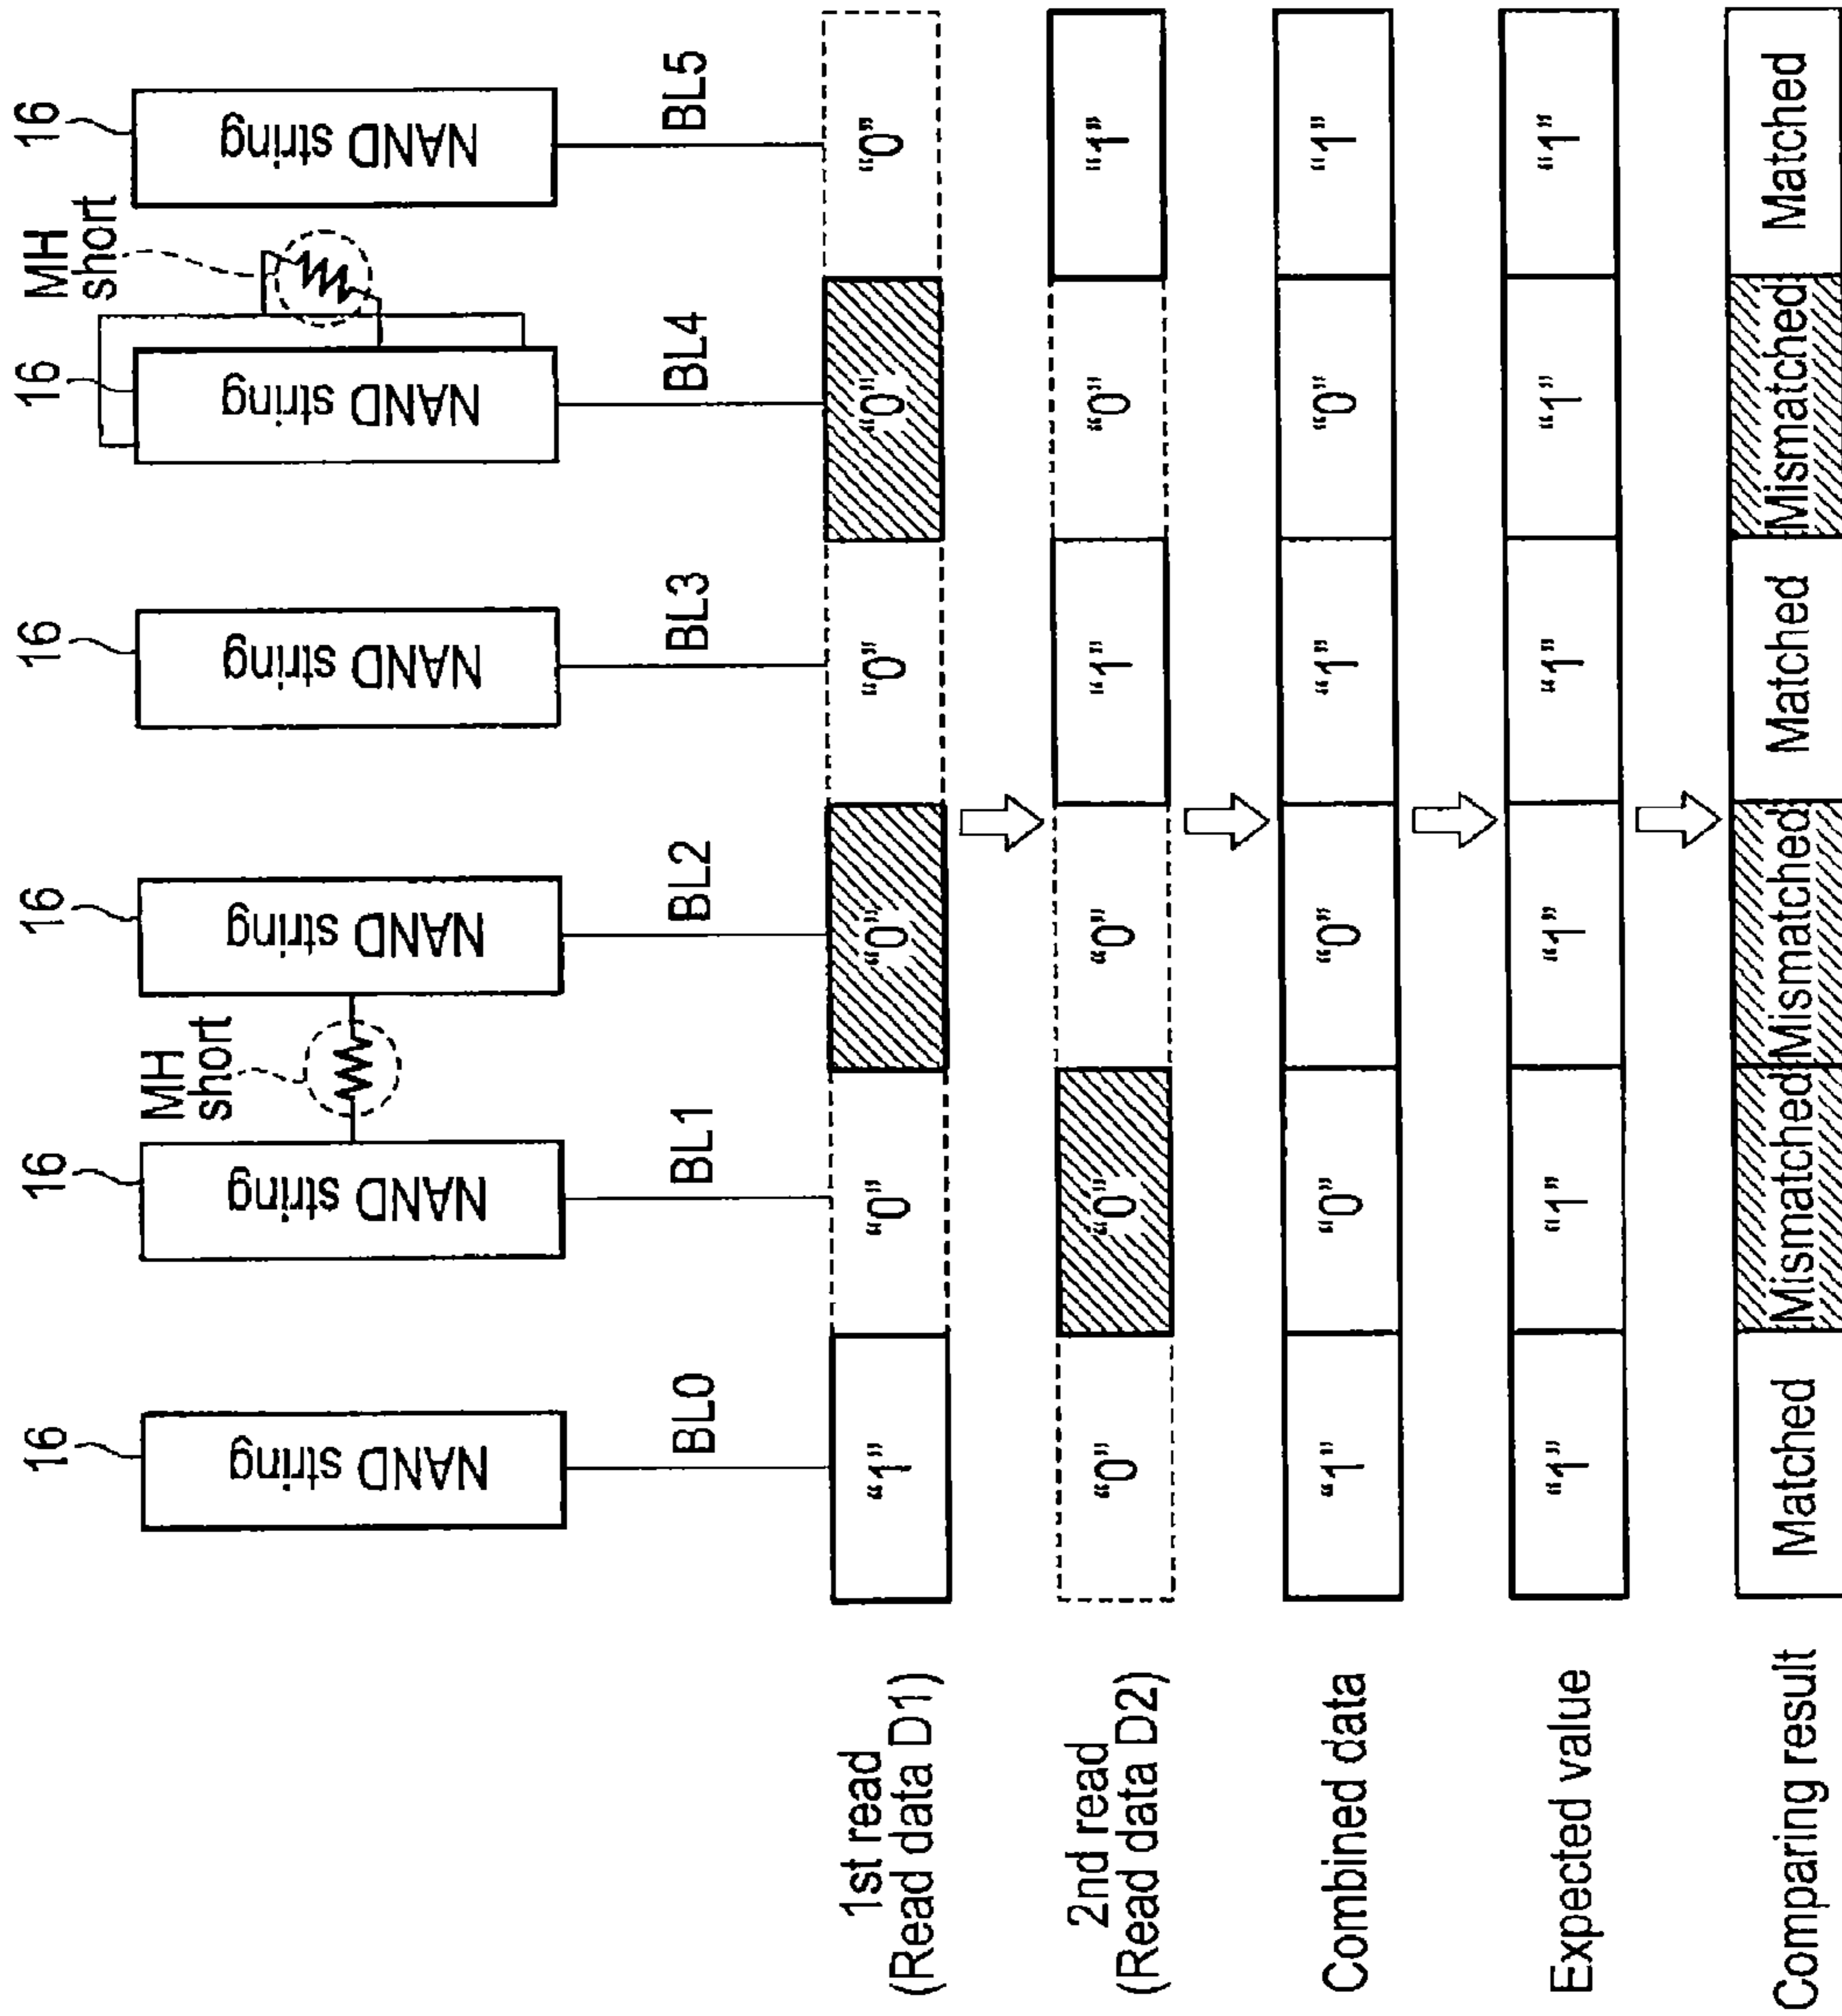 16 16 16 16 16 16
MH
short
MH
short
NAND
string
NAND
string
NAND
string
NAND
string
NAND
string
NAND
string
BL0 BL1 BL2 BL3 BL4 BL5
1st read
(Read data D1)
“1” “0” “0” “0” “0” “0”
2nd read
(Read data D2)
“0” “0” “0” “1” “0” “1”
Combined data
“1” “0” “0” “1” “0” “1”
Expected value
“1” “1” “1” “1” “1” “1”
Comparing result
Matched Mismatched Mismatched Matched Mismatched Matched